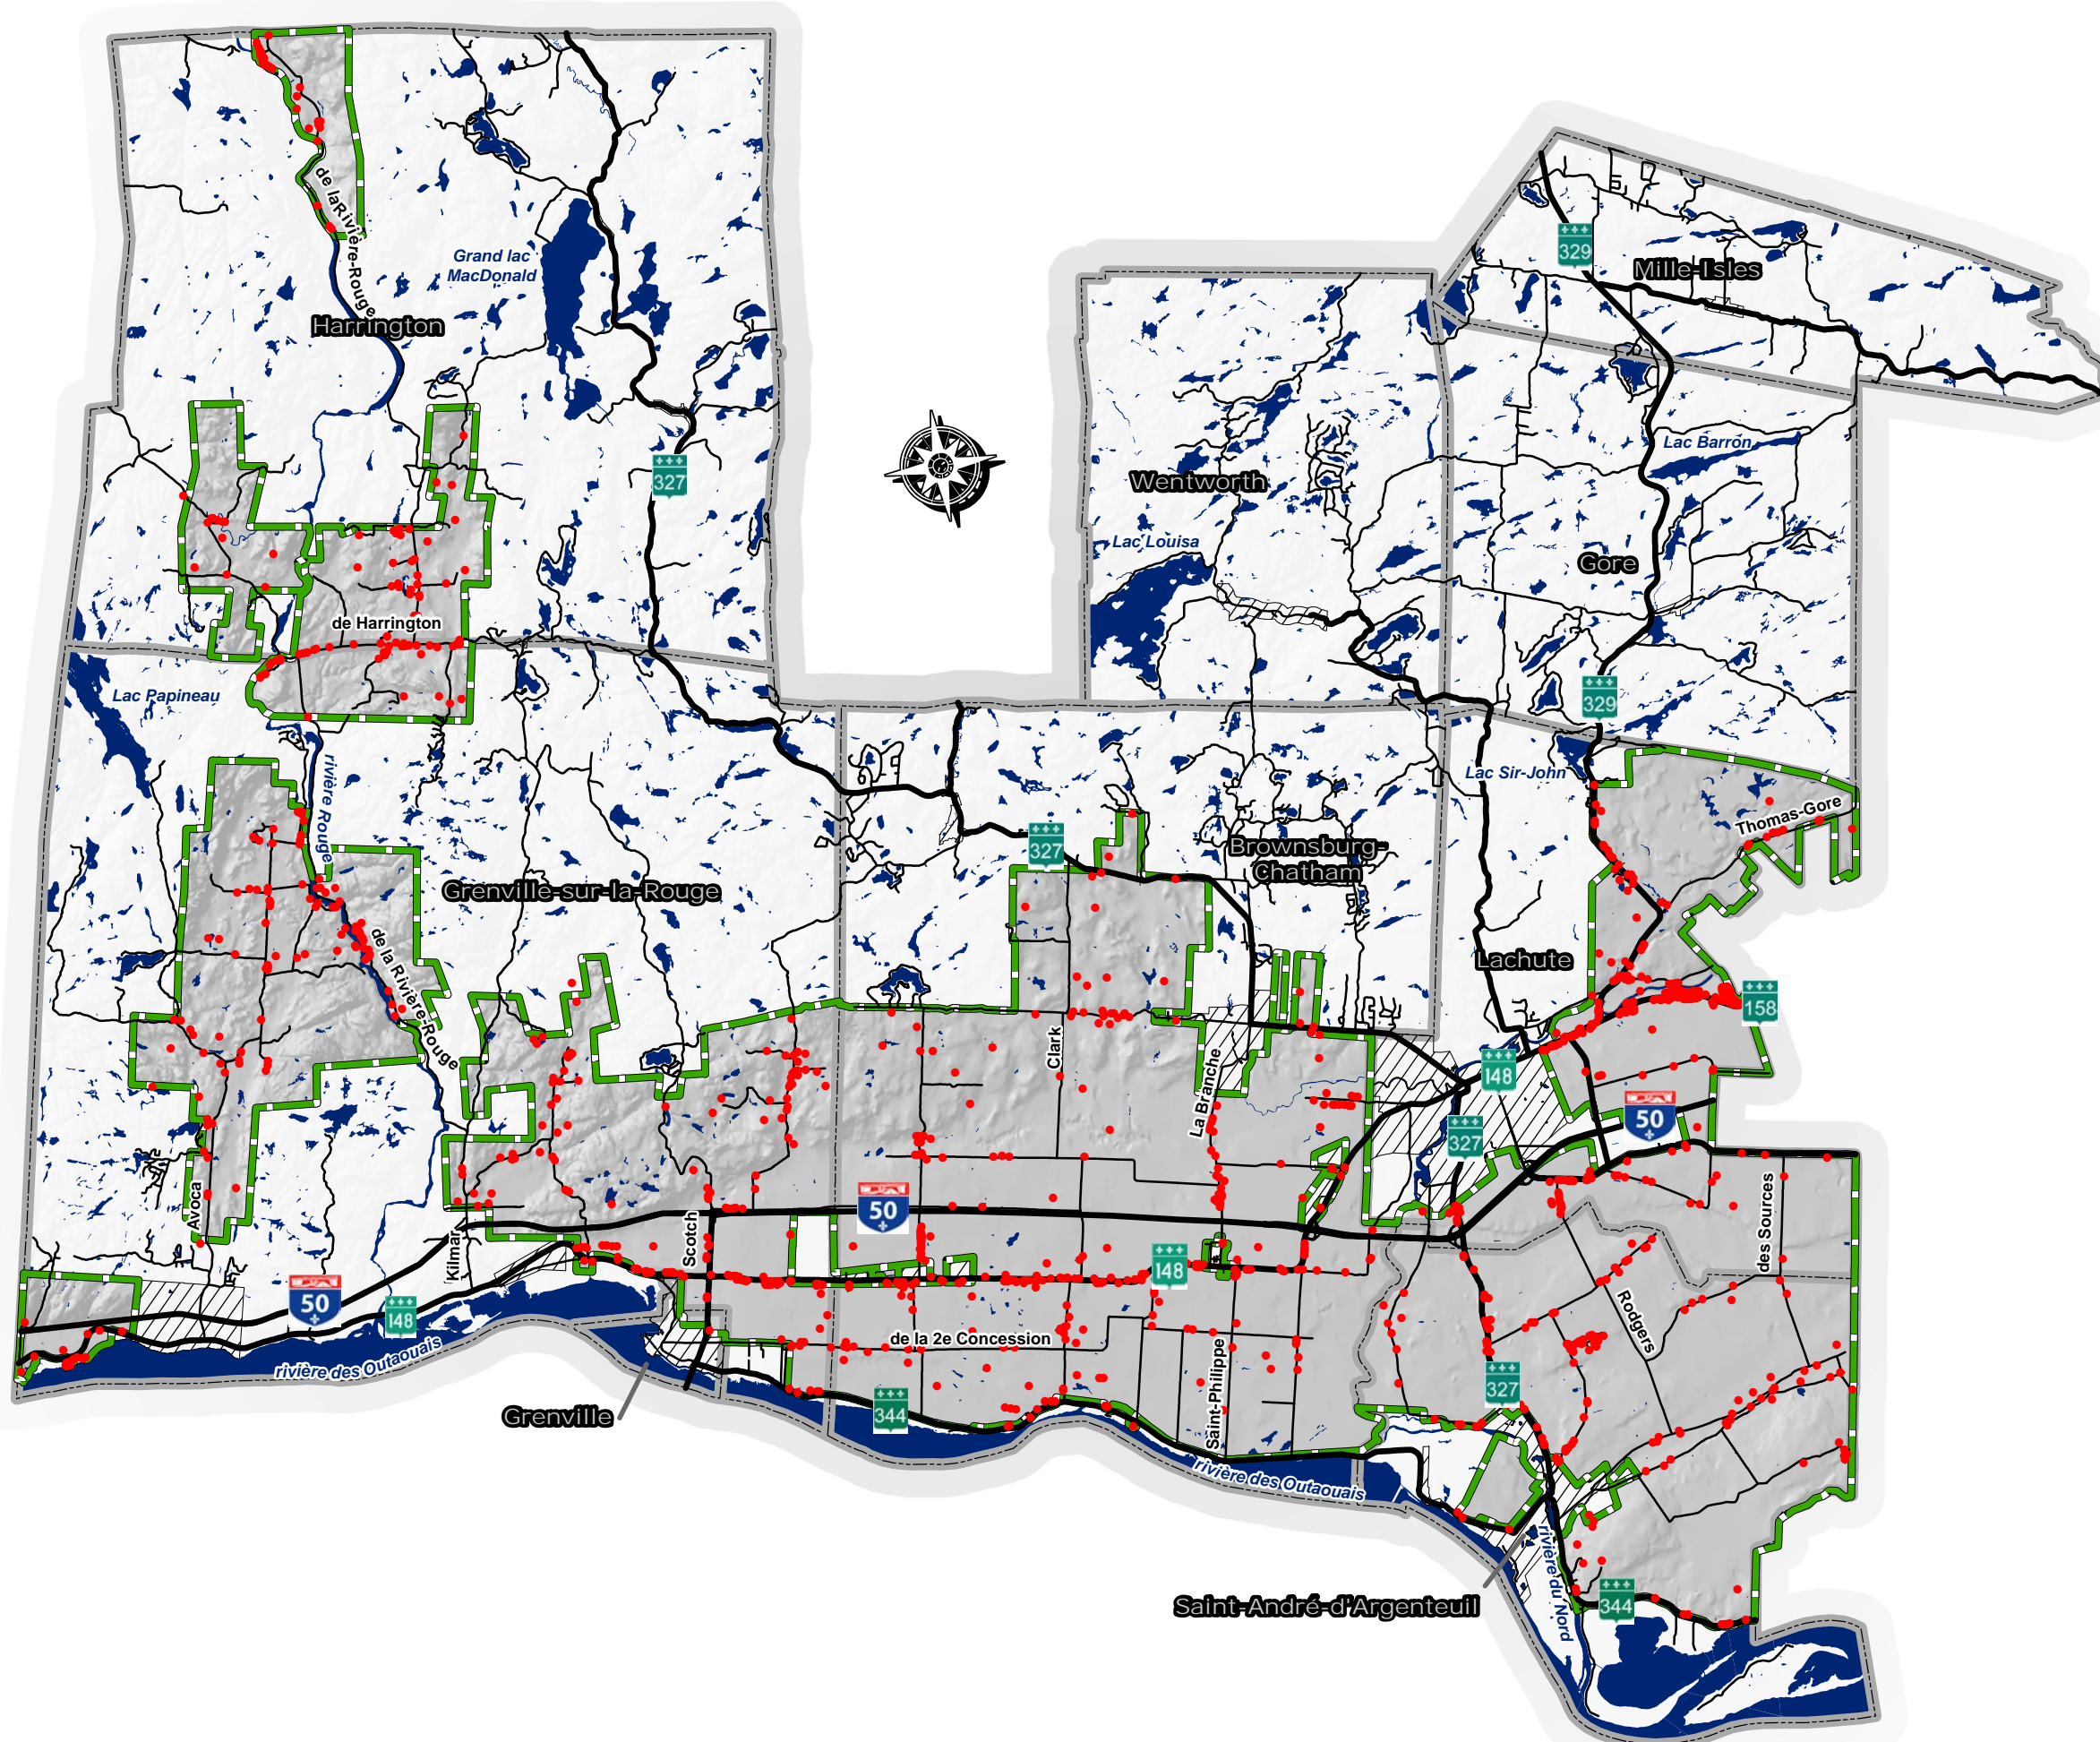 329
Mille-Isles
de la Rivière-Rouge
Grand lac
MacDonald
Harrington
Lac Barron
327
Wentworth
Lac Louisa
Gore
de Harrington
Lac Papineau
329
rivière Rouge
Lac Sir-John
Thomas-Gore
327
Brownsburg-
Chatham
Grenville-sur-la-Rouge
de la Rivière-Rouge
Lachute
158
Clark
La Branche
148
50
327
Avoca
Kilmar
Scotch
50
des Sources
148
50
148
Rodgers
de la 2e Concession
rivière des Outaouais
Saint-Philippe
327
Grenville
344
rivière des Outaouais
rivière du Nord
Saint-André-d'Argenteuil
344